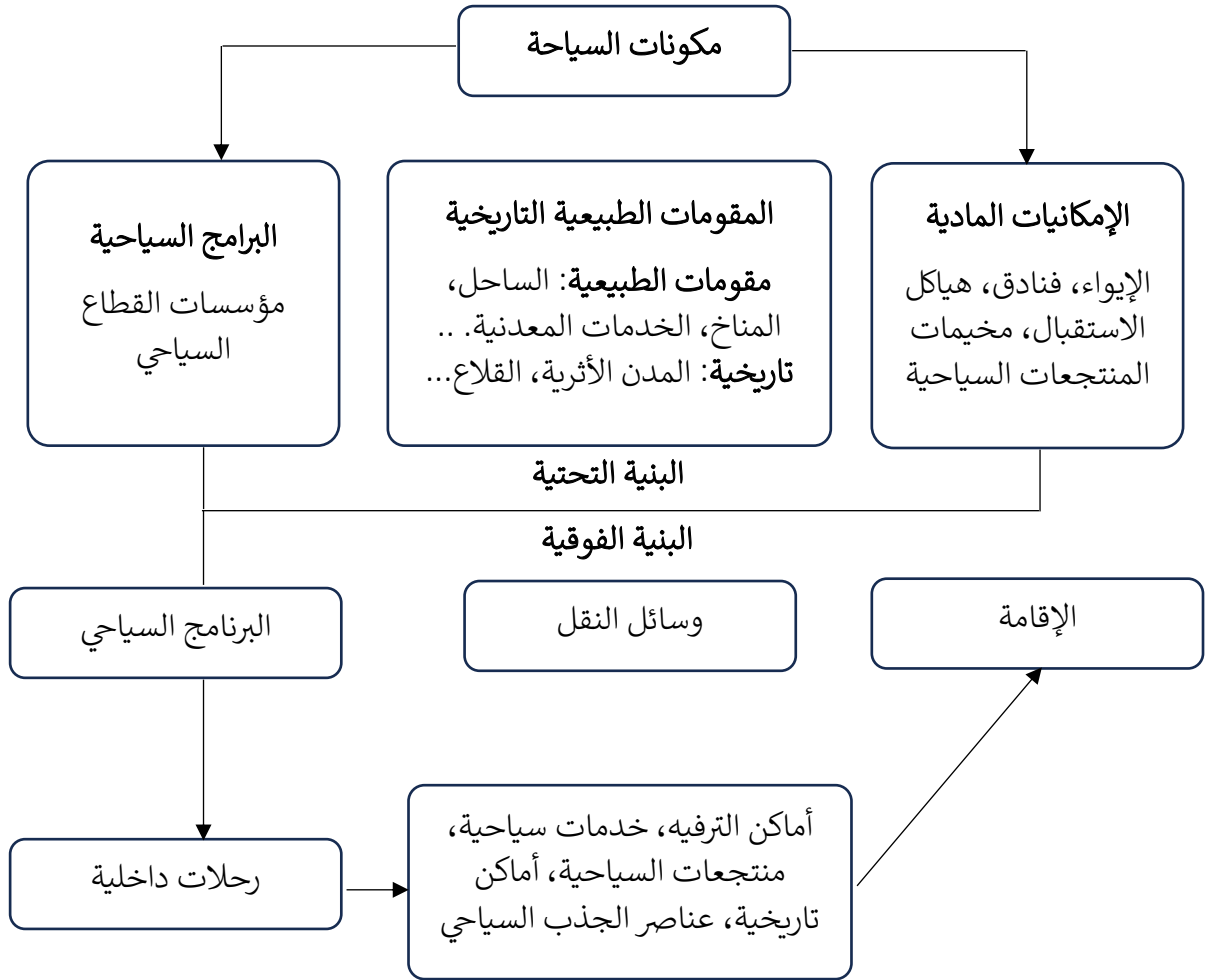 مكونات السياحة
الإمكانيات المادية
الإيواء، فنادق، هياكل
الاستقبال، مخيمات
المنتجعات السياحية
المقومات الطبيعية التاريخية
مقومات الطبيعية: الساحل،
المناخ، الخدمات المعدنية. ..
تاريخية: المدن الأثرية، القلاع...
البرامج السياحية
مؤسسات القطاع
السياحي
البنية التحتية
البنية الفوقية
الإقامة
وسائل النقل
البرنامج السياحي
رحلات داخلية
أماكن الترفيه، خدمات سياحية،
منتجعات السياحية، أماكن
تاريخية، عناصر الجذب السياحي